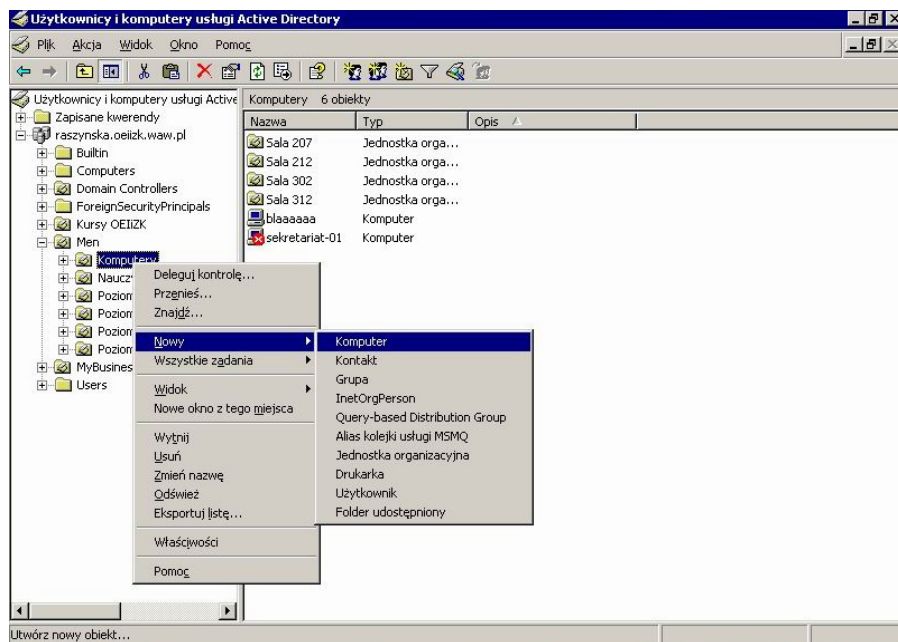 Użytkownicy i komputery usługi Active Directory
Plik Akcja Widok Okno Pomoc
Użytkownicy i komputery usługi Active
Komputery 6 obiekty
Zapisane kwerendy
raszynska.oeiizk.waw.pl
Builtin
Computers
Domain Controllers
ForeignSecurityPrincipals
Kursy OEIiZK
Men
Komputery
Naucz
Pozion
Pozion
Pozion
Pozion
MyBusines
Users
Nazwa Typ Opis
Sala 207 Jednostka orga...
Sala 212 Jednostka orga...
Sala 302 Jednostka orga...
Sala 312 Jednostka orga...
blaaaaaa Komputer
sekretariat-01 Komputer
Deleguj kontrolę...
Przenieś...
Znajdź...
Nowy
Wszystkie zadania
Widok
Nowe okno z tego miejsca
Wytnij
Usuń
Zmień nazwę
Odśwież
Eksportuj listę...
Właściwości
Pomoc
Komputer
Kontakt
Grupa
InetOrgPerson
Query-based Distribution Group
Alias kolejki usługi MSMQ
Jednostka organizacyjna
Drukarka
Użytkownik
Folder udostępniony
Utwórz nowy obiekt...